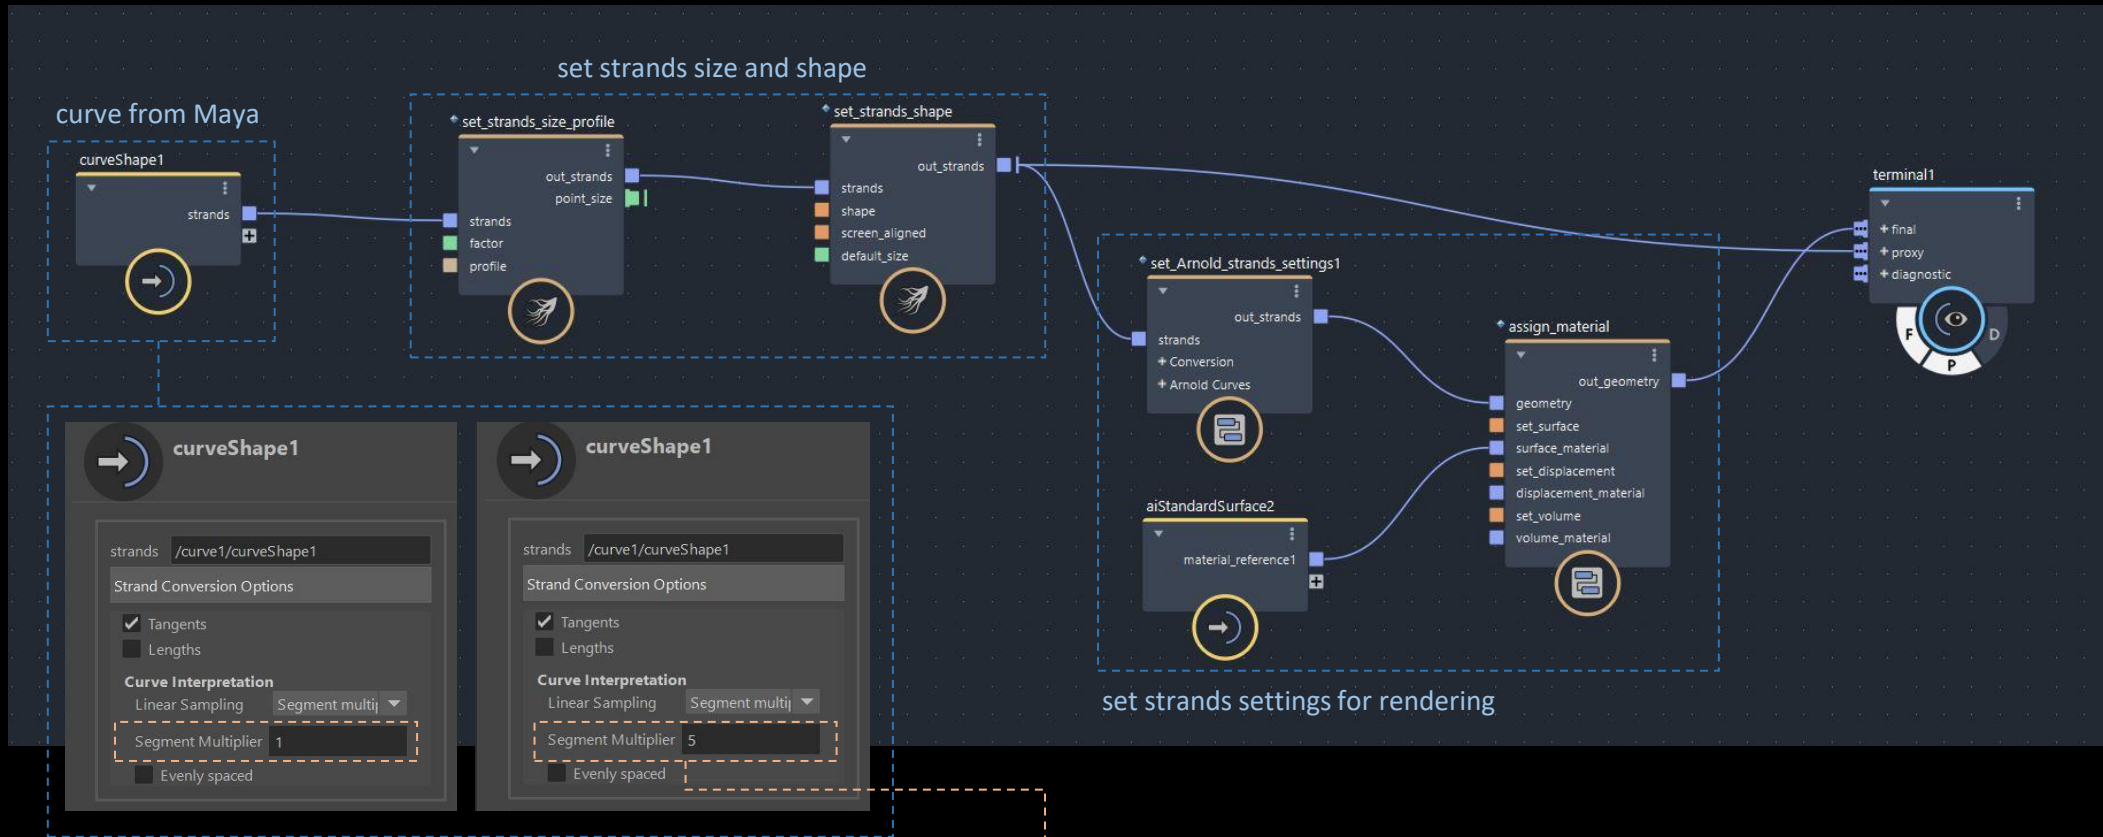 set strands size and shape
curve from Maya
curveShape1
strands
set_strands_size_profile
out_strands
point_size
strands
factor
profile
set_strands_shape
out_strands
strands
shape
screen_aligned
default_size
terminal1
+ final
+ proxy
+ diagnostic
F
P
D
set_Arnold_strands_settings1
out_strands
strands
+ Conversion
+ Arnold Curves
assign_material
out_geometry
geometry
set_surface
surface_material
set_displacement
displacement_material
set_volume
volume_material
aiStandardSurface2
material_reference1
set strands settings for rendering
curveShape1
strands /curve1/curveShape1
Strand Conversion Options
Tangents
Lengths
Curve Interpretation
Linear Sampling Segment multip
Segment Multiplier 1
Evenly spaced
curveShape1
strands /curve1/curveShape1
Strand Conversion Options
Tangents
Lengths
Curve Interpretation
Linear Sampling Segment multip
Segment Multiplier 5
Evenly spaced